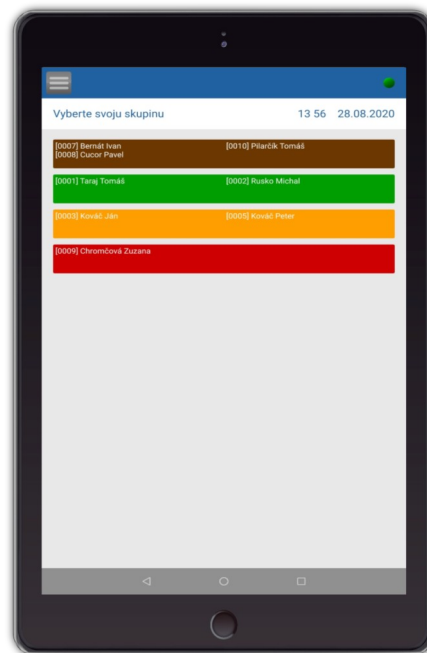 Vyberte svoju skupinu 13 56 28.08.2020
[0007] Bernát Ivan [0010] Pilarčík Tomáš
[0008] Cucor Pavel
[0001] Taraj Tomáš [0002] Rusko Michal
[0003] Kováč Ján [0005] Kováč Peter
[0009] Chromčová Zuzana